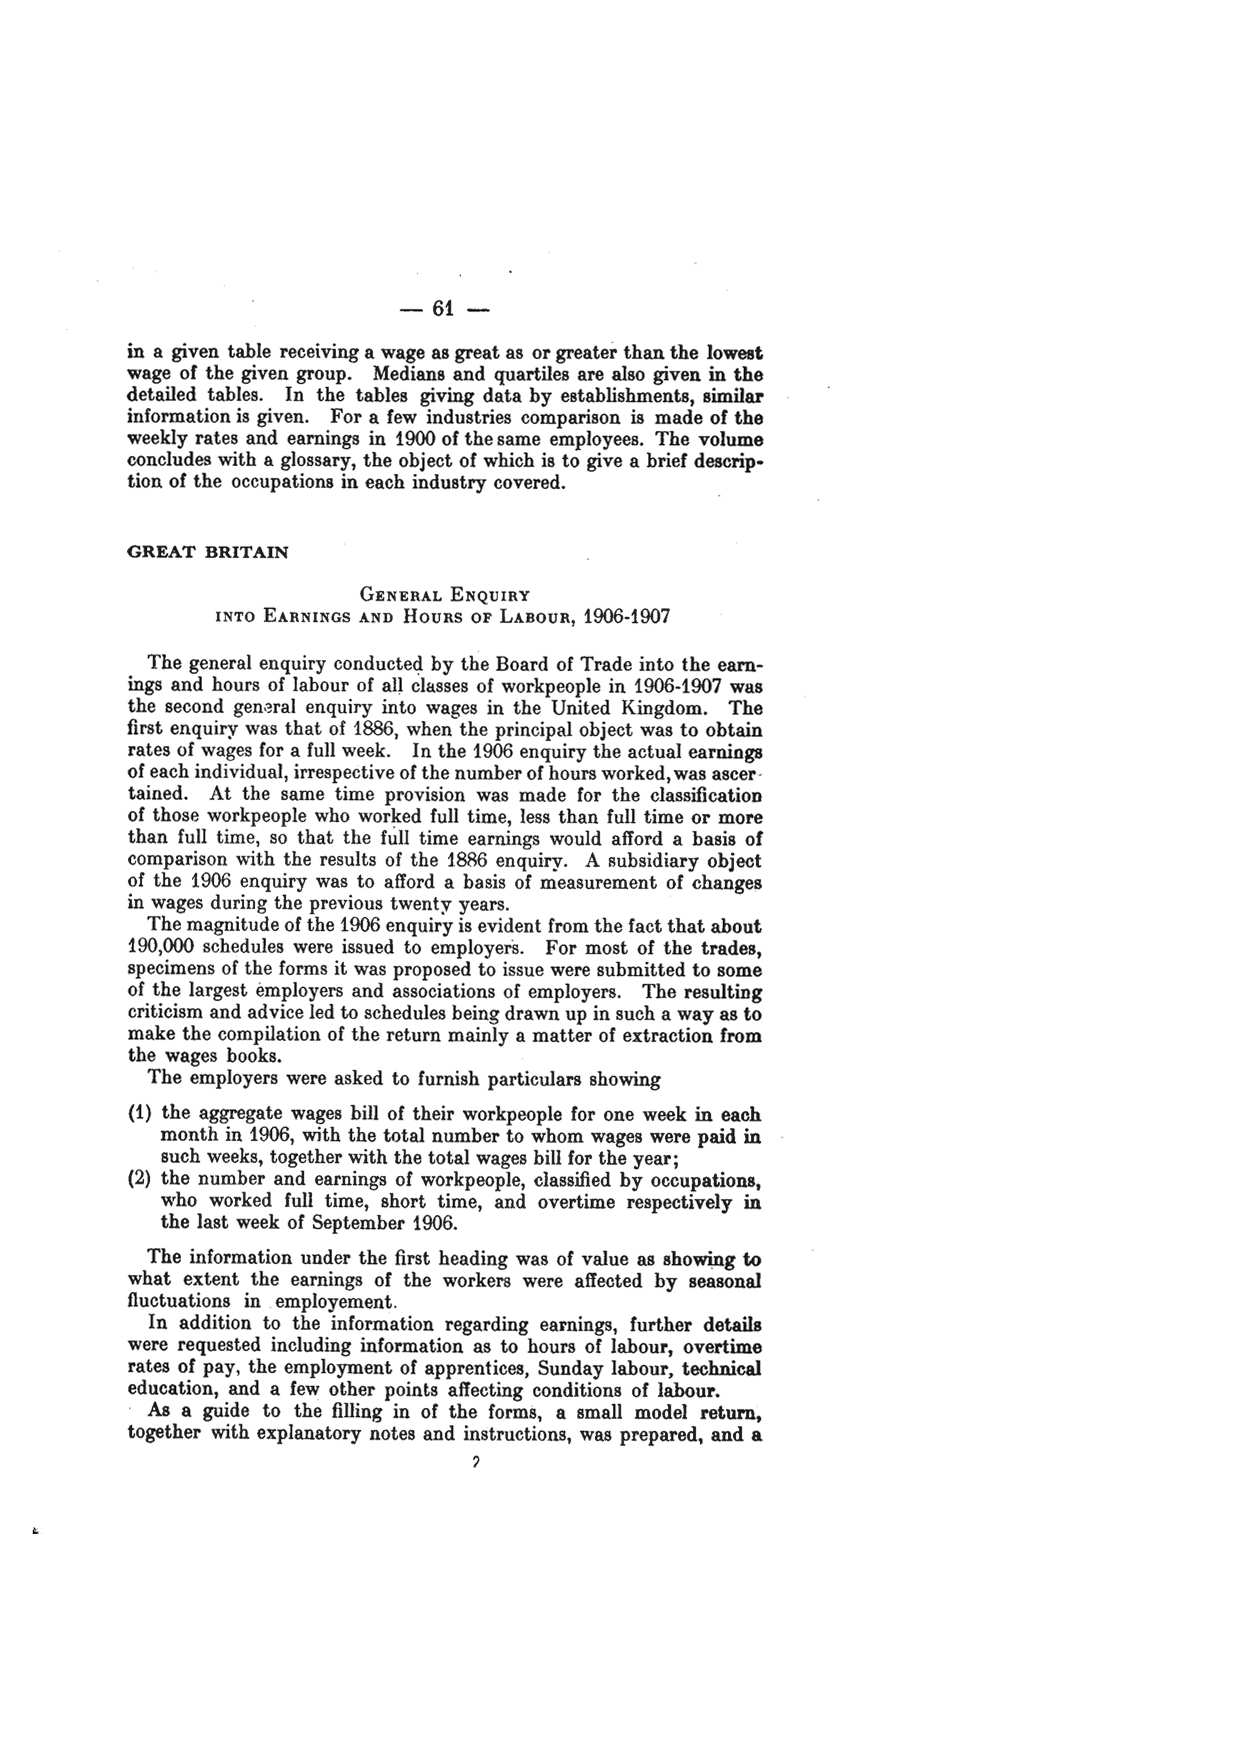 — 61 —
in a given table receiving a wage as great as or greater than the lowest
wage of the given group. Medians and quartiles are also given in the
detailed tables. In the tables giving data by establishments, similar
information is given. For a few industries comparison is made of the
weekly rates and earnings in 1900 of the same employees. The volume
concludes with a glossary, the object of which is to give a brief descrip-
tion of the occupations in each industry covered.
GREAT BRITAIN
GENERAL ENQUIRY
INTO EARNINGS AND HOURS OF LABOUR, 1906-1907
The general enquiry conducted by the Board of Trade into the earn-
ings and hours of labour of all classes of workpeople in 1906-1907 was
the second general enquiry into wages in the United Kingdom. The
first enquiry was that of 1886, when the principal object was to obtain
rates of wages for a full week. In the 1906 enquiry the actual earnings
of each individual, irrespective of the number of hours worked, was ascer-
tained. At the same time provision was made for the classification
of those workpeople who worked full time, less than full time or more
than full time, so that the full time earnings would afford a basis of
comparison with the results of the 1886 enquiry. A subsidiary object
of the 1906 enquiry was to afford a basis of measurement of changes
in wages during the previous twenty years.
The magnitude of the 1906 enquiry is evident from the fact that about
190,000 schedules were issued to employers. For most of the trades,
specimens of the forms it was proposed to issue were submitted to some
of the largest employers and associations of employers. The resulting
criticism and advice led to schedules being drawn up in such a way as to
make the compilation of the return mainly a matter of extraction from
the wages books.
The employers were asked to furnish particulars showing
(1) the aggregate wages bill of their workpeople for one week in each
month in 1906, with the total number to whom wages were paid in
such weeks, together with the total wages bill for the year;
(2) the number and earnings of workpeople, classified by occupations,
who worked full time, short time, and overtime respectively in
the last week of September 1906.
The information under the first heading was of value as showing to
what extent the earnings of the workers were affected by seasonal
fluctuations in employement.
In addition to the information regarding earnings, further details
were requested including information as to hours of labour, overtime
rates of pay, the employment of apprentices, Sunday labour, technical
education, and a few other points affecting conditions of labour.
As a guide to the filling in of the forms, a small model return,
together with explanatory notes and instructions, was prepared, and a